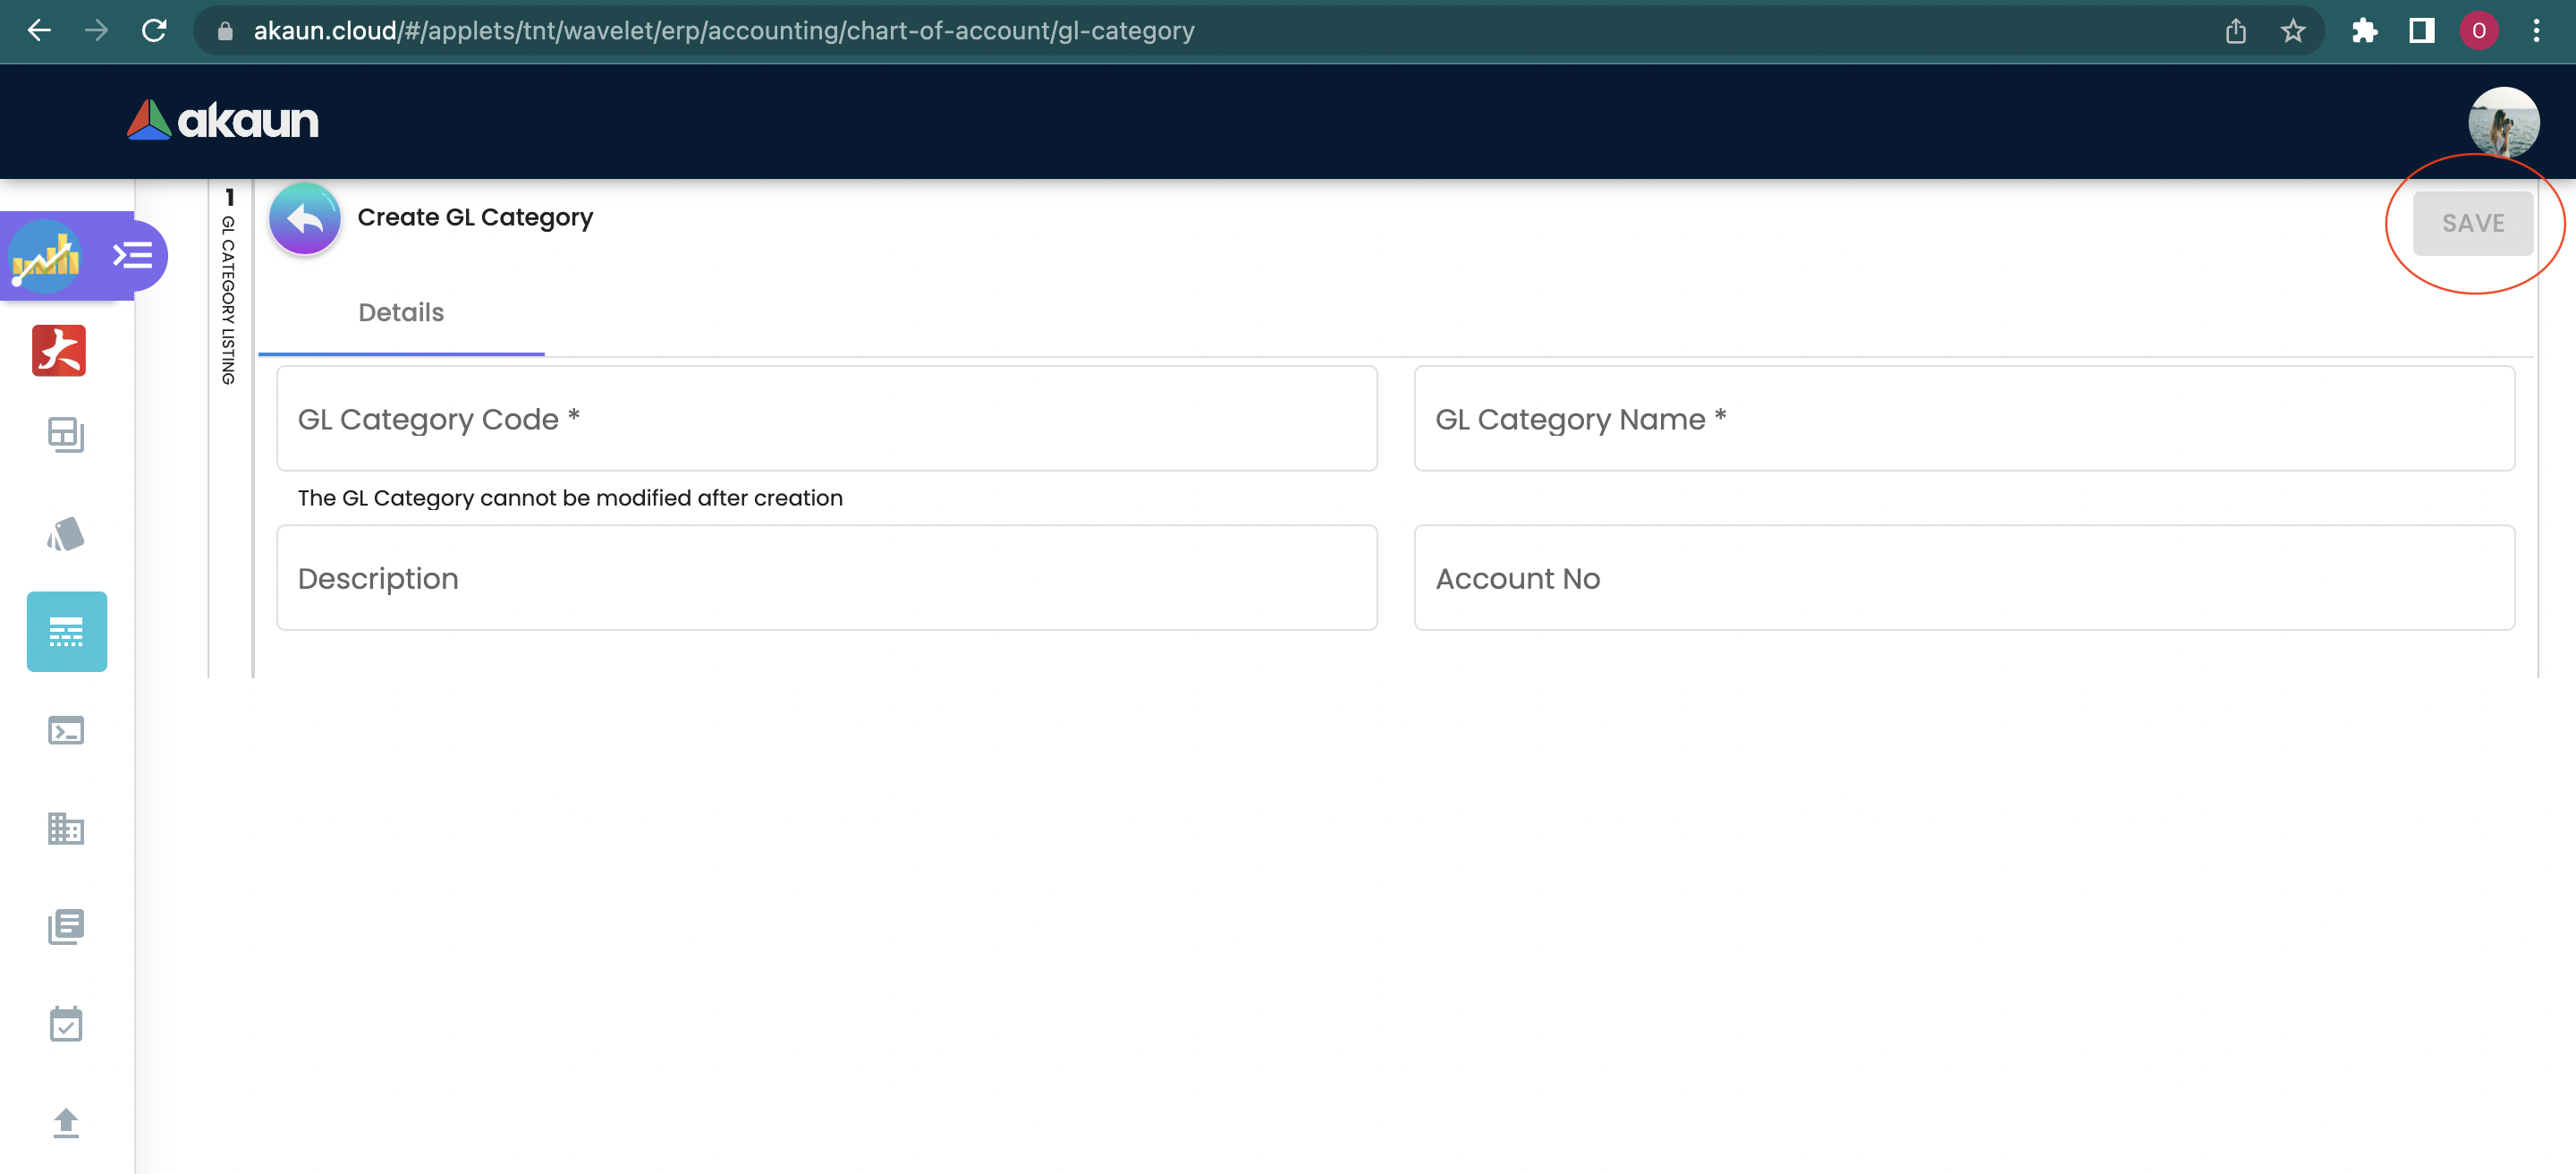 akaun.cloud/#/applets/tnt/wavelet/erp/accounting/chart-of-account/gl-category
O
akaun
1
GL CATEGORY LISTING
Create GL Category
SAVE
Details
GL Category Code *
GL Category Name *
The GL Category cannot be modified after creation
Description
Account No